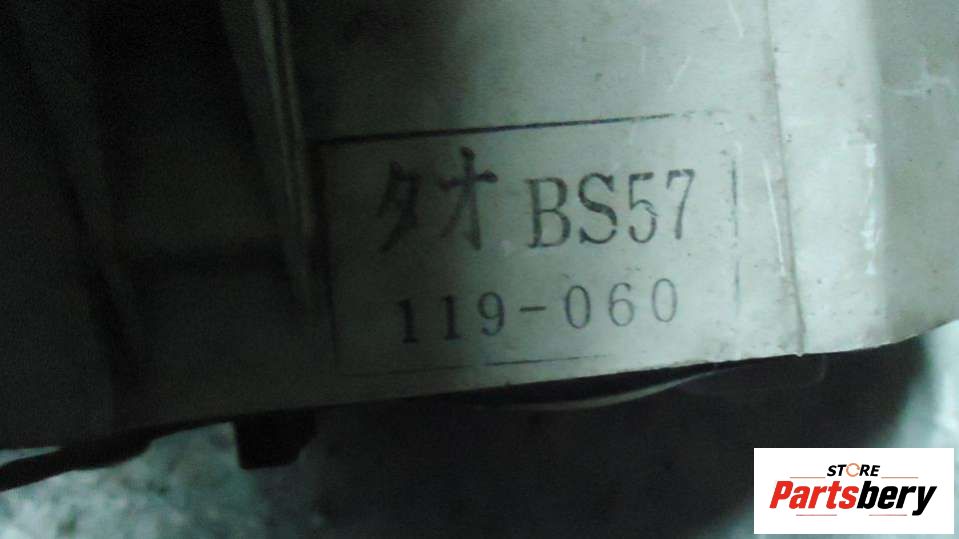 タオ BS57
119-060
STORE
Partsbery